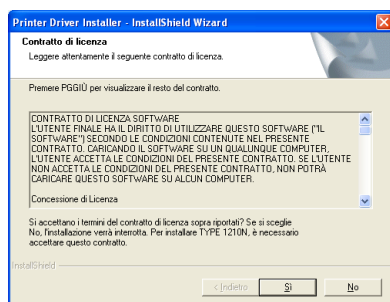 Printer Driver Installer - InstallShield Wizard
Contratto di licenza
Leggere attentamente il seguente contratto di licenza.
Premere PGGIÙ per visualizzare il resto del contratto.
CONTRATTO DI LICENZA SOFTWARE
L'UTENTE FINALE HA IL DIRITTO DI UTILIZZARE QUESTO SOFTWARE ("IL
SOFTWARE") SECONDO LE CONDIZIONI CONTENUTE NEL PRESENTE
CONTRATTO. CARICANDO IL SOFTWARE SU UN QUALUNQUE COMPUTER,
L'UTENTE ACCETTA LE CONDIZIONI DEL PRESENTE CONTRATTO. SE L'UTENTE
NON ACCETTA LE CONDIZIONI DEL PRESENTE CONTRATTO, NON POTRÀ
CARICARE QUESTO SOFTWARE SU ALCUN COMPUTER.
Concessione di Licenza
Si accettano i termini del contratto di licenza sopra riportati? Se si sceglie
No, l'installazione verrà interrotta. Per installare TYPE 1210N, è necessario
accettare questo contratto.
InstallShield
< Indietro Sì No